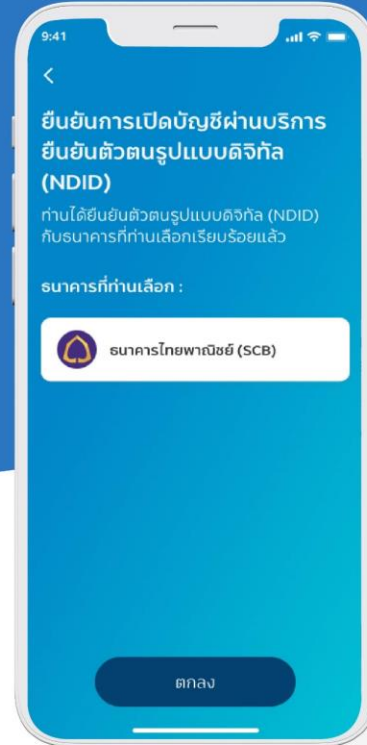 9:41
ยืนยันการเปิดบัญชีผ่านบริการ
ยืนยันตัวตนรูปแบบดิจิทัล
(NDID)
ท่านได้ยืนยันตัวตนรูปแบบดิจิทัล (NDID)
กับธนาคารที่ท่านเลือกเรียบร้อยแล้ว
ธนาคารที่ท่านเลือก :
ธนาคารไทยพาณิชย์ (SCB)
ตกลง